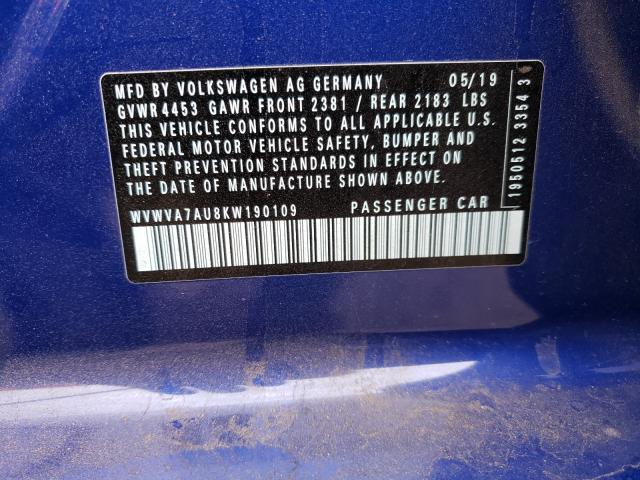 MFD BY VOLKSWAGEN AG GERMANY 05/19
GVWR 4453 GAWR FRONT 2381 / REAR 2183 LBS
THIS VEHICLE CONFORMS TO ALL APPLICABLE U.S.
FEDERAL MOTOR VEHICLE SAFETY, BUMPER AND
THEFT PREVENTION STANDARDS IN EFFECT ON
THE DATE OF MANUFACTURE SHOWN ABOVE.
WVWVA7AU8KW190109 PASSENGER CAR
1950512 3354 3